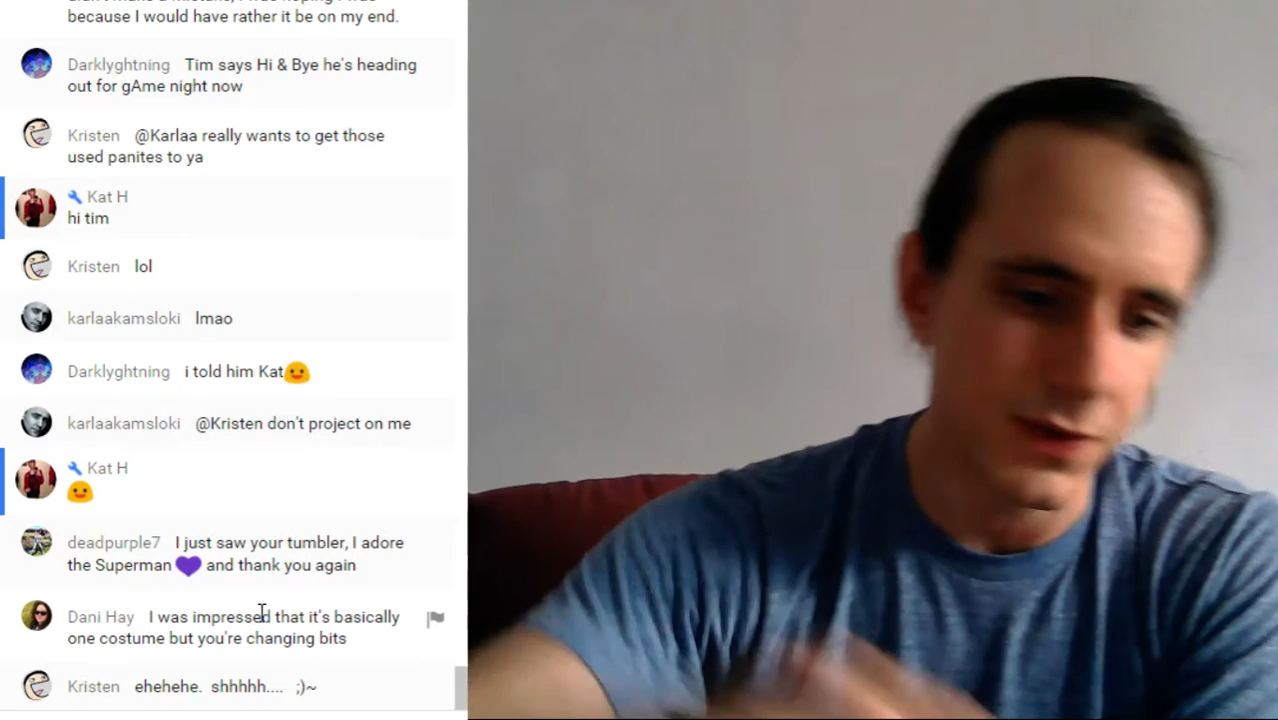 because I would have rather it be on my end.
Darklyghtning Tim says Hi & Bye he's heading
out for gAme night now
Kristen @Karlaa really wants to get those
used panites to ya
Kat H
hi tim
Kristen lol
karlaakamsloki lmao
Darklyghtning i told him Kat
karlaakamsloki @Kristen don't project on me
Kat H
deadpurple7 I just saw your tumbler, I adore
the Superman 💜 and thank you again
Dani Hay I was impressed that it's basically
one costume but you're changing bits
Kristen ehehehe. shhhhh.... ;)~